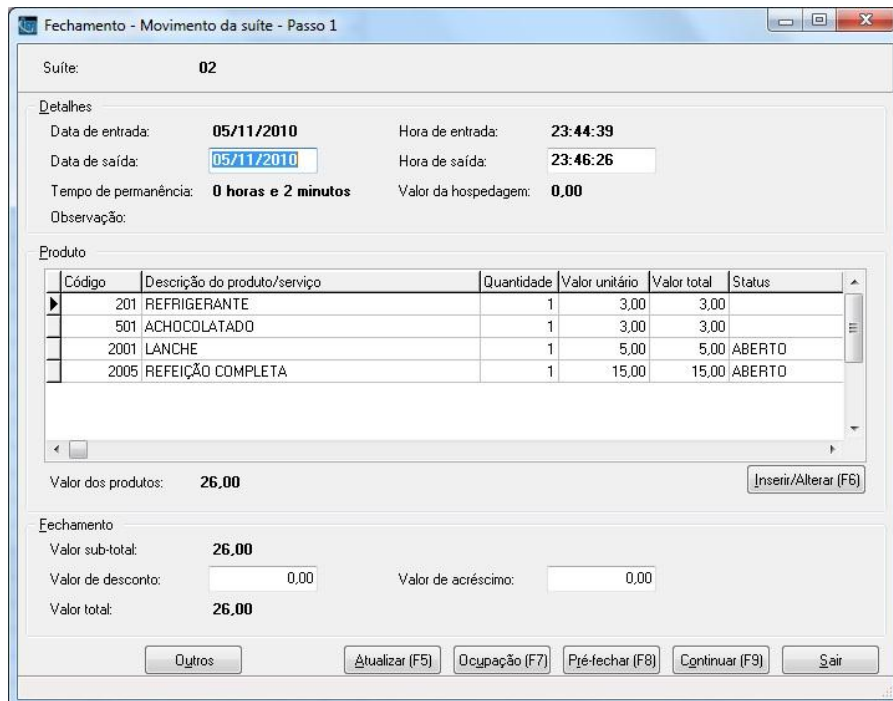 Fechamento - Movimento da suíte - Passo 1
Suíte: 02
Detalhes
Data de entrada: 05/11/2010 Hora de entrada: 23:44:39
Data de saída: 05/11/2010 Hora de saída: 23:46:26
Tempo de permanência: 0 horas e 2 minutos Valor da hospedagem: 0,00
Observação:
Produto
Código Descrição do produto/serviço Quantidade Valor unitário Valor total Status
201 REFRIGERANTE 1 3,00 3,00
501 ACHOCOLATADO 1 3,00 3,00
2001 LANCHE 1 5,00 5,00 ABERTO
2005 REFEIÇÃO COMPLETA 1 15,00 15,00 ABERTO
Valor dos produtos: 26,00 Inserir/Alterar (F6)
Fechamento
Valor sub-total: 26,00
Valor de desconto: 0,00 Valor de acréscimo: 0,00
Valor total: 26,00
Outros Atualizar (F5) Ocupação (F7) Pré-fechar (F8) Continuar (F9) Sair